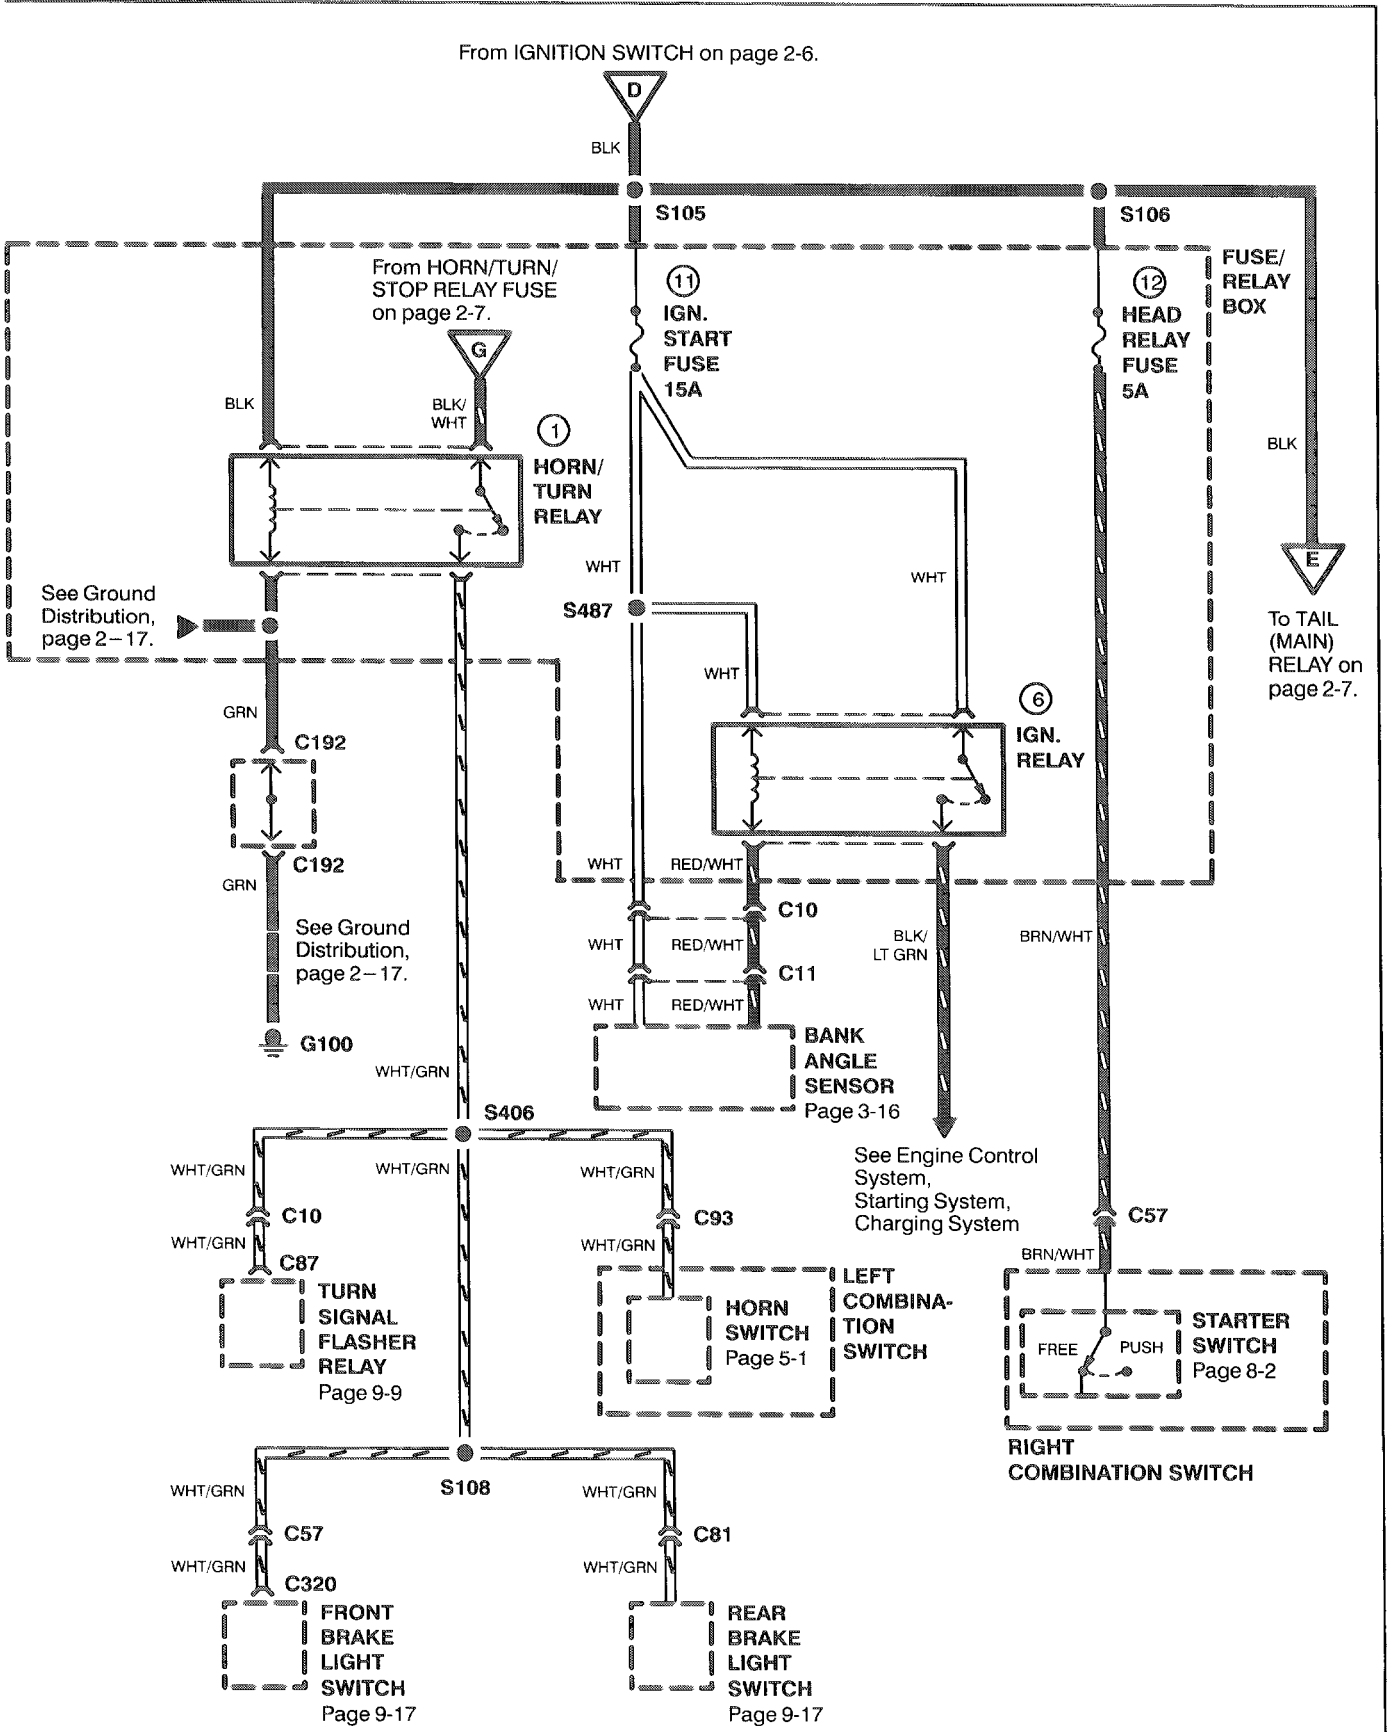 From IGNITION SWITCH on page 2-6.
D
BLK
S105
S106
FUSE/
RELAY
BOX
From HORN/TURN/
STOP RELAY FUSE
on page 2-7.
G
11
IGN.
START
FUSE
15A
12
HEAD
RELAY
FUSE
5A
BLK
BLK/
WHT
1
HORN/
TURN
RELAY
BLK
E
To TAIL
(MAIN)
RELAY on
page 2-7.
WHT
WHT
S487
See Ground
Distribution,
page 2-17.
WHT
6
IGN.
RELAY
GRN
C192
C192
GRN
See Ground
Distribution,
page 2-17.
G100
WHT
RED/WHT
C10
WHT
RED/WHT
C11
WHT
RED/WHT
BLK/
LT GRN
BRN/WHT
BANK
ANGLE
SENSOR
Page 3-16
WHT/GRN
S406
See Engine Control
System,
Starting System,
Charging System
WHT/GRN
WHT/GRN
WHT/GRN
C10
C93
C57
WHT/GRN
WHT/GRN
BRN/WHT
C87
TURN
SIGNAL
FLASHER
RELAY
Page 9-9
HORN
SWITCH
Page 5-1
LEFT
COMBINA-
TION
SWITCH
FREE
PUSH
STARTER
SWITCH
Page 8-2
RIGHT
COMBINATION SWITCH
S108
WHT/GRN
WHT/GRN
C57
C81
WHT/GRN
WHT/GRN
C320
FRONT
BRAKE
LIGHT
SWITCH
Page 9-17
REAR
BRAKE
LIGHT
SWITCH
Page 9-17